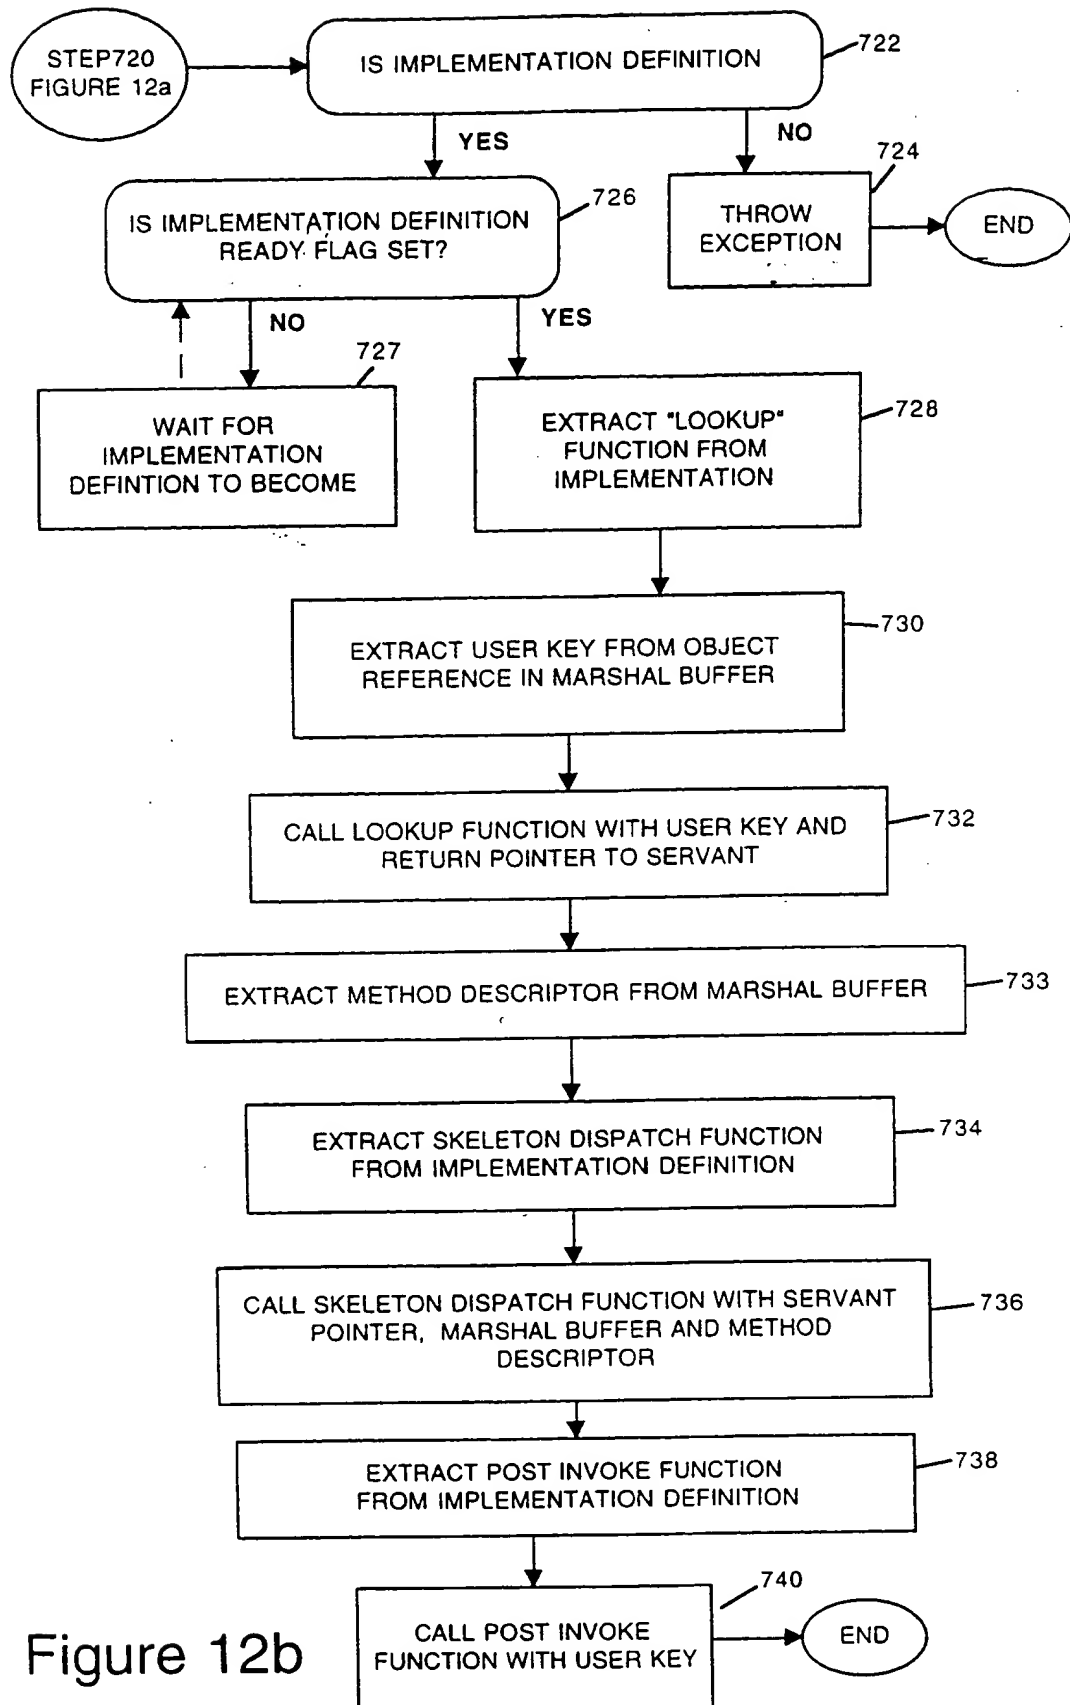 STEP720
FIGURE 12a
IS IMPLEMENTATION DEFINITION
722
YES
NO
724
IS IMPLEMENTATION DEFINITION
READY FLAG SET?
726
THROW
EXCEPTION
END
NO
YES
727
WAIT FOR
IMPLEMENTATION
DEFINTION TO BECOME
EXTRACT "LOOKUP"
FUNCTION FROM
IMPLEMENTATION
728
EXTRACT USER KEY FROM OBJECT
REFERENCE IN MARSHAL BUFFER
730
CALL LOOKUP FUNCTION WITH USER KEY AND
RETURN POINTER TO SERVANT
732
EXTRACT METHOD DESCRIPTOR FROM MARSHAL BUFFER
733
EXTRACT SKELETON DISPATCH FUNCTION
FROM IMPLEMENTATION DEFINITION
734
CALL SKELETON DISPATCH FUNCTION WITH SERVANT
POINTER, MARSHAL BUFFER AND METHOD
DESCRIPTOR
736
EXTRACT POST INVOKE FUNCTION
FROM IMPLEMENTATION DEFINITION
738
740
CALL POST INVOKE
FUNCTION WITH USER KEY
END
Figure 12b